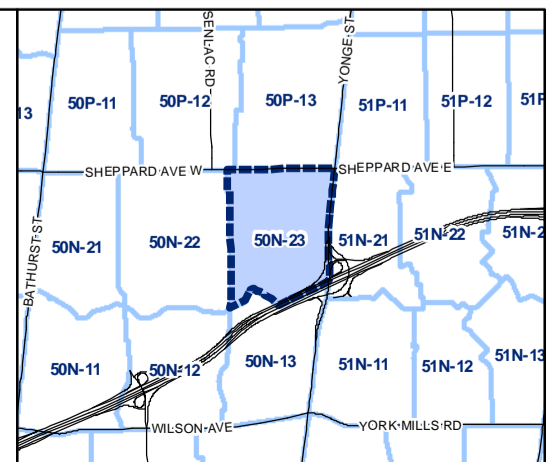 SENLAC RD
YONGE ST
13
50P-11
50P-12
50P-13
51P-11
51P-12
51P
SHEPPARD AVE W
SHEPPARD AVE E
50N-21
50N-22
50N-23
51N-21
51N-22
51N-2
BATHURST ST
50N-11
50N-12
50N-13
51N-11
51N-12
51N-13
WILSON AVE
YORK MILLS RD